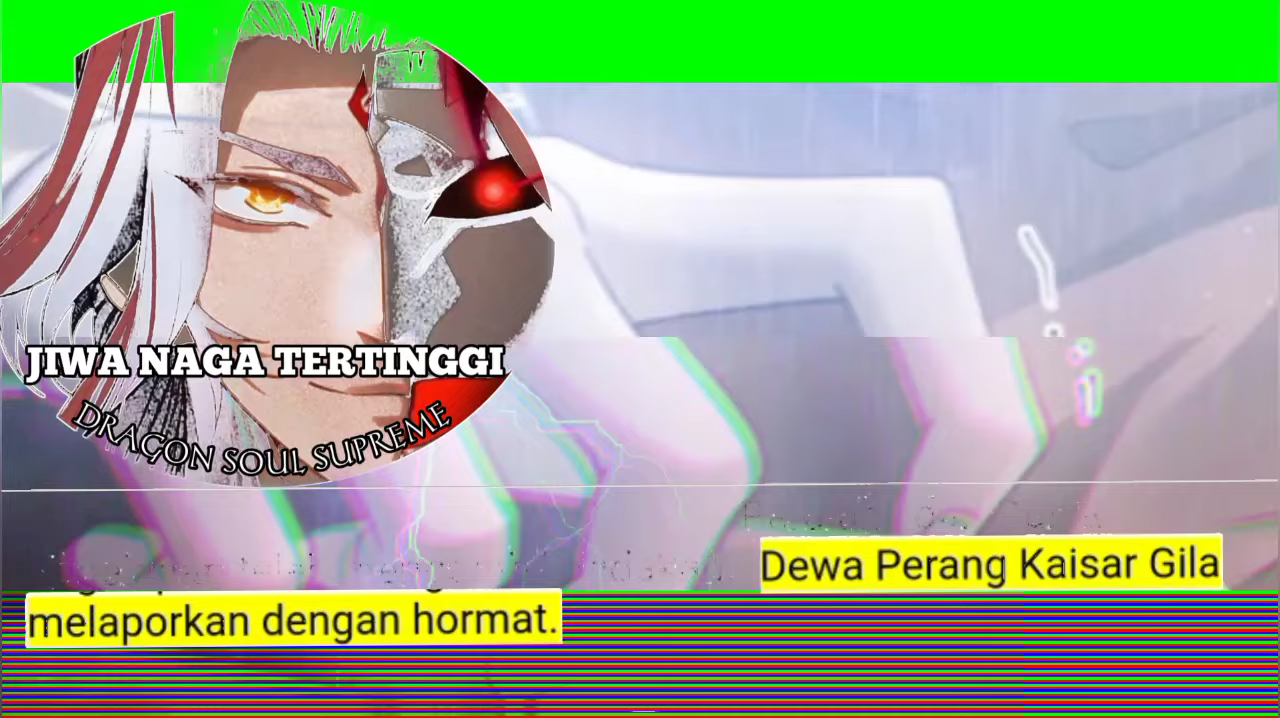 JIWA NAGA TERTINGGI
DRAGON SOUL SUPREME
Dewa Perang Kaisar Gila
melaporkan dengan hormat.